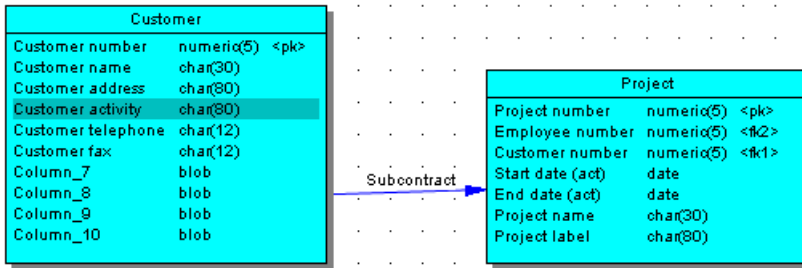 Customer
Customer number numeric(5) <pk>
Customer name char(30)
Customer address char(80)
Customer activity char(80)
Customer telephone char(12)
Customer fax char(12)
Column_7 blob
Column_8 blob
Column_9 blob
Column_10 blob
Subcontract
Project
Project number numeric(5) <pk>
Employee number numeric(5) <fk2>
Customer number numeric(5) <fk1>
Start date (act) date
End date (act) date
Project name char(30)
Project label char(80)